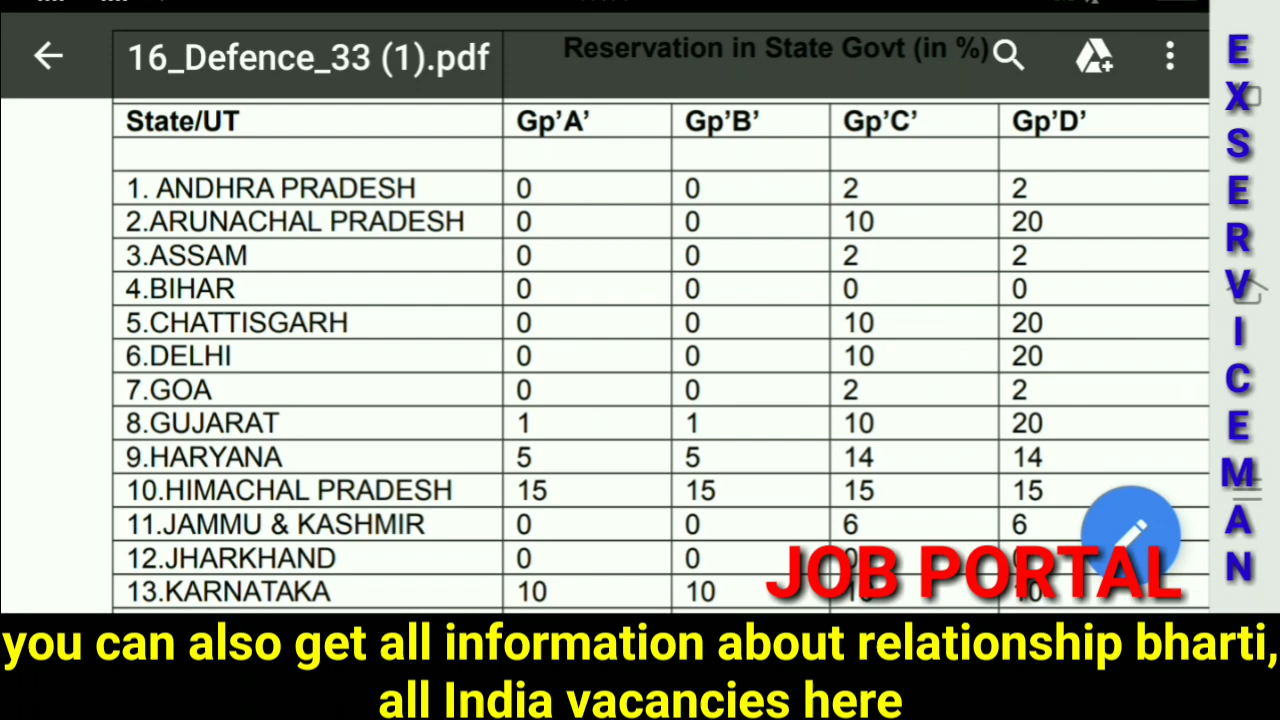 16_Defence_33 (1).pdf
Reservation in State Govt (in %)
State/UT Gp'A' Gp'B' Gp'C' Gp'D'
1. ANDHRA PRADESH 0 0 2 2
2.ARUNACHAL PRADESH 0 0 10 20
3.ASSAM 0 0 2 2
4.BIHAR 0 0 0 0
5.CHATTISGARH 0 0 10 20
6.DELHI 0 0 10 20
7.GOA 0 0 2 2
8.GUJARAT 1 1 10 20
9.HARYANA 5 5 14 14
10.HIMACHAL PRADESH 15 15 15 15
11.JAMMU & KASHMIR 0 0 6 6
12.JHARKHAND 0 0
13.KARNATAKA 10 10
EXSERVICEMAN
JOB PORTAL
you can also get all information about relationship bharti,
all India vacancies here